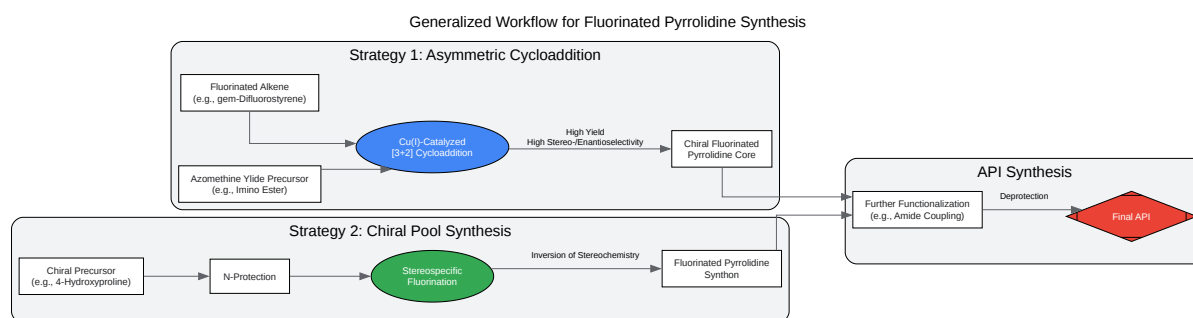 Generalized Workflow for Fluorinated Pyrrolidine Synthesis
Strategy 1: Asymmetric Cycloaddition
Fluorinated Alkene
(e.g., gem-Difluorostyrene)
Azomethine Ylide Precursor
(e.g., Imino Ester)
Cu(I)-Catalyzed
[3+2] Cycloaddition
High Yield
High Stereo-/Enantioselectivity
Chiral Fluorinated
Pyrrolidine Core
Strategy 2: Chiral Pool Synthesis
Chiral Precursor
(e.g., 4-Hydroxyproline)
N-Protection
Stereospecific
Fluorination
Inversion of Stereochemistry
Fluorinated Pyrrolidine
Synthon
API Synthesis
Further Functionalization
(e.g., Amide Coupling)
Deprotection
Final API